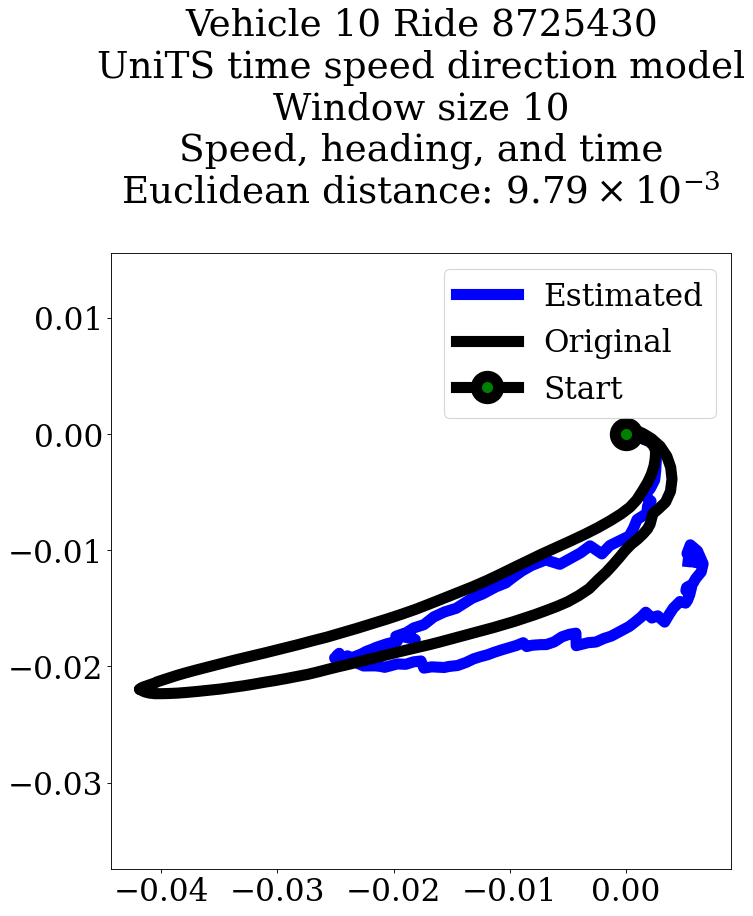 Vehicle 10 Ride 8725430
UniTS time speed direction model
Window size 10
Speed, heading, and time
Euclidean distance: 9.79 × 10⁻³
Estimated
Original
Start
0.01
0.00
−0.01
−0.02
−0.03
−0.04 −0.03 −0.02 −0.01 0.00